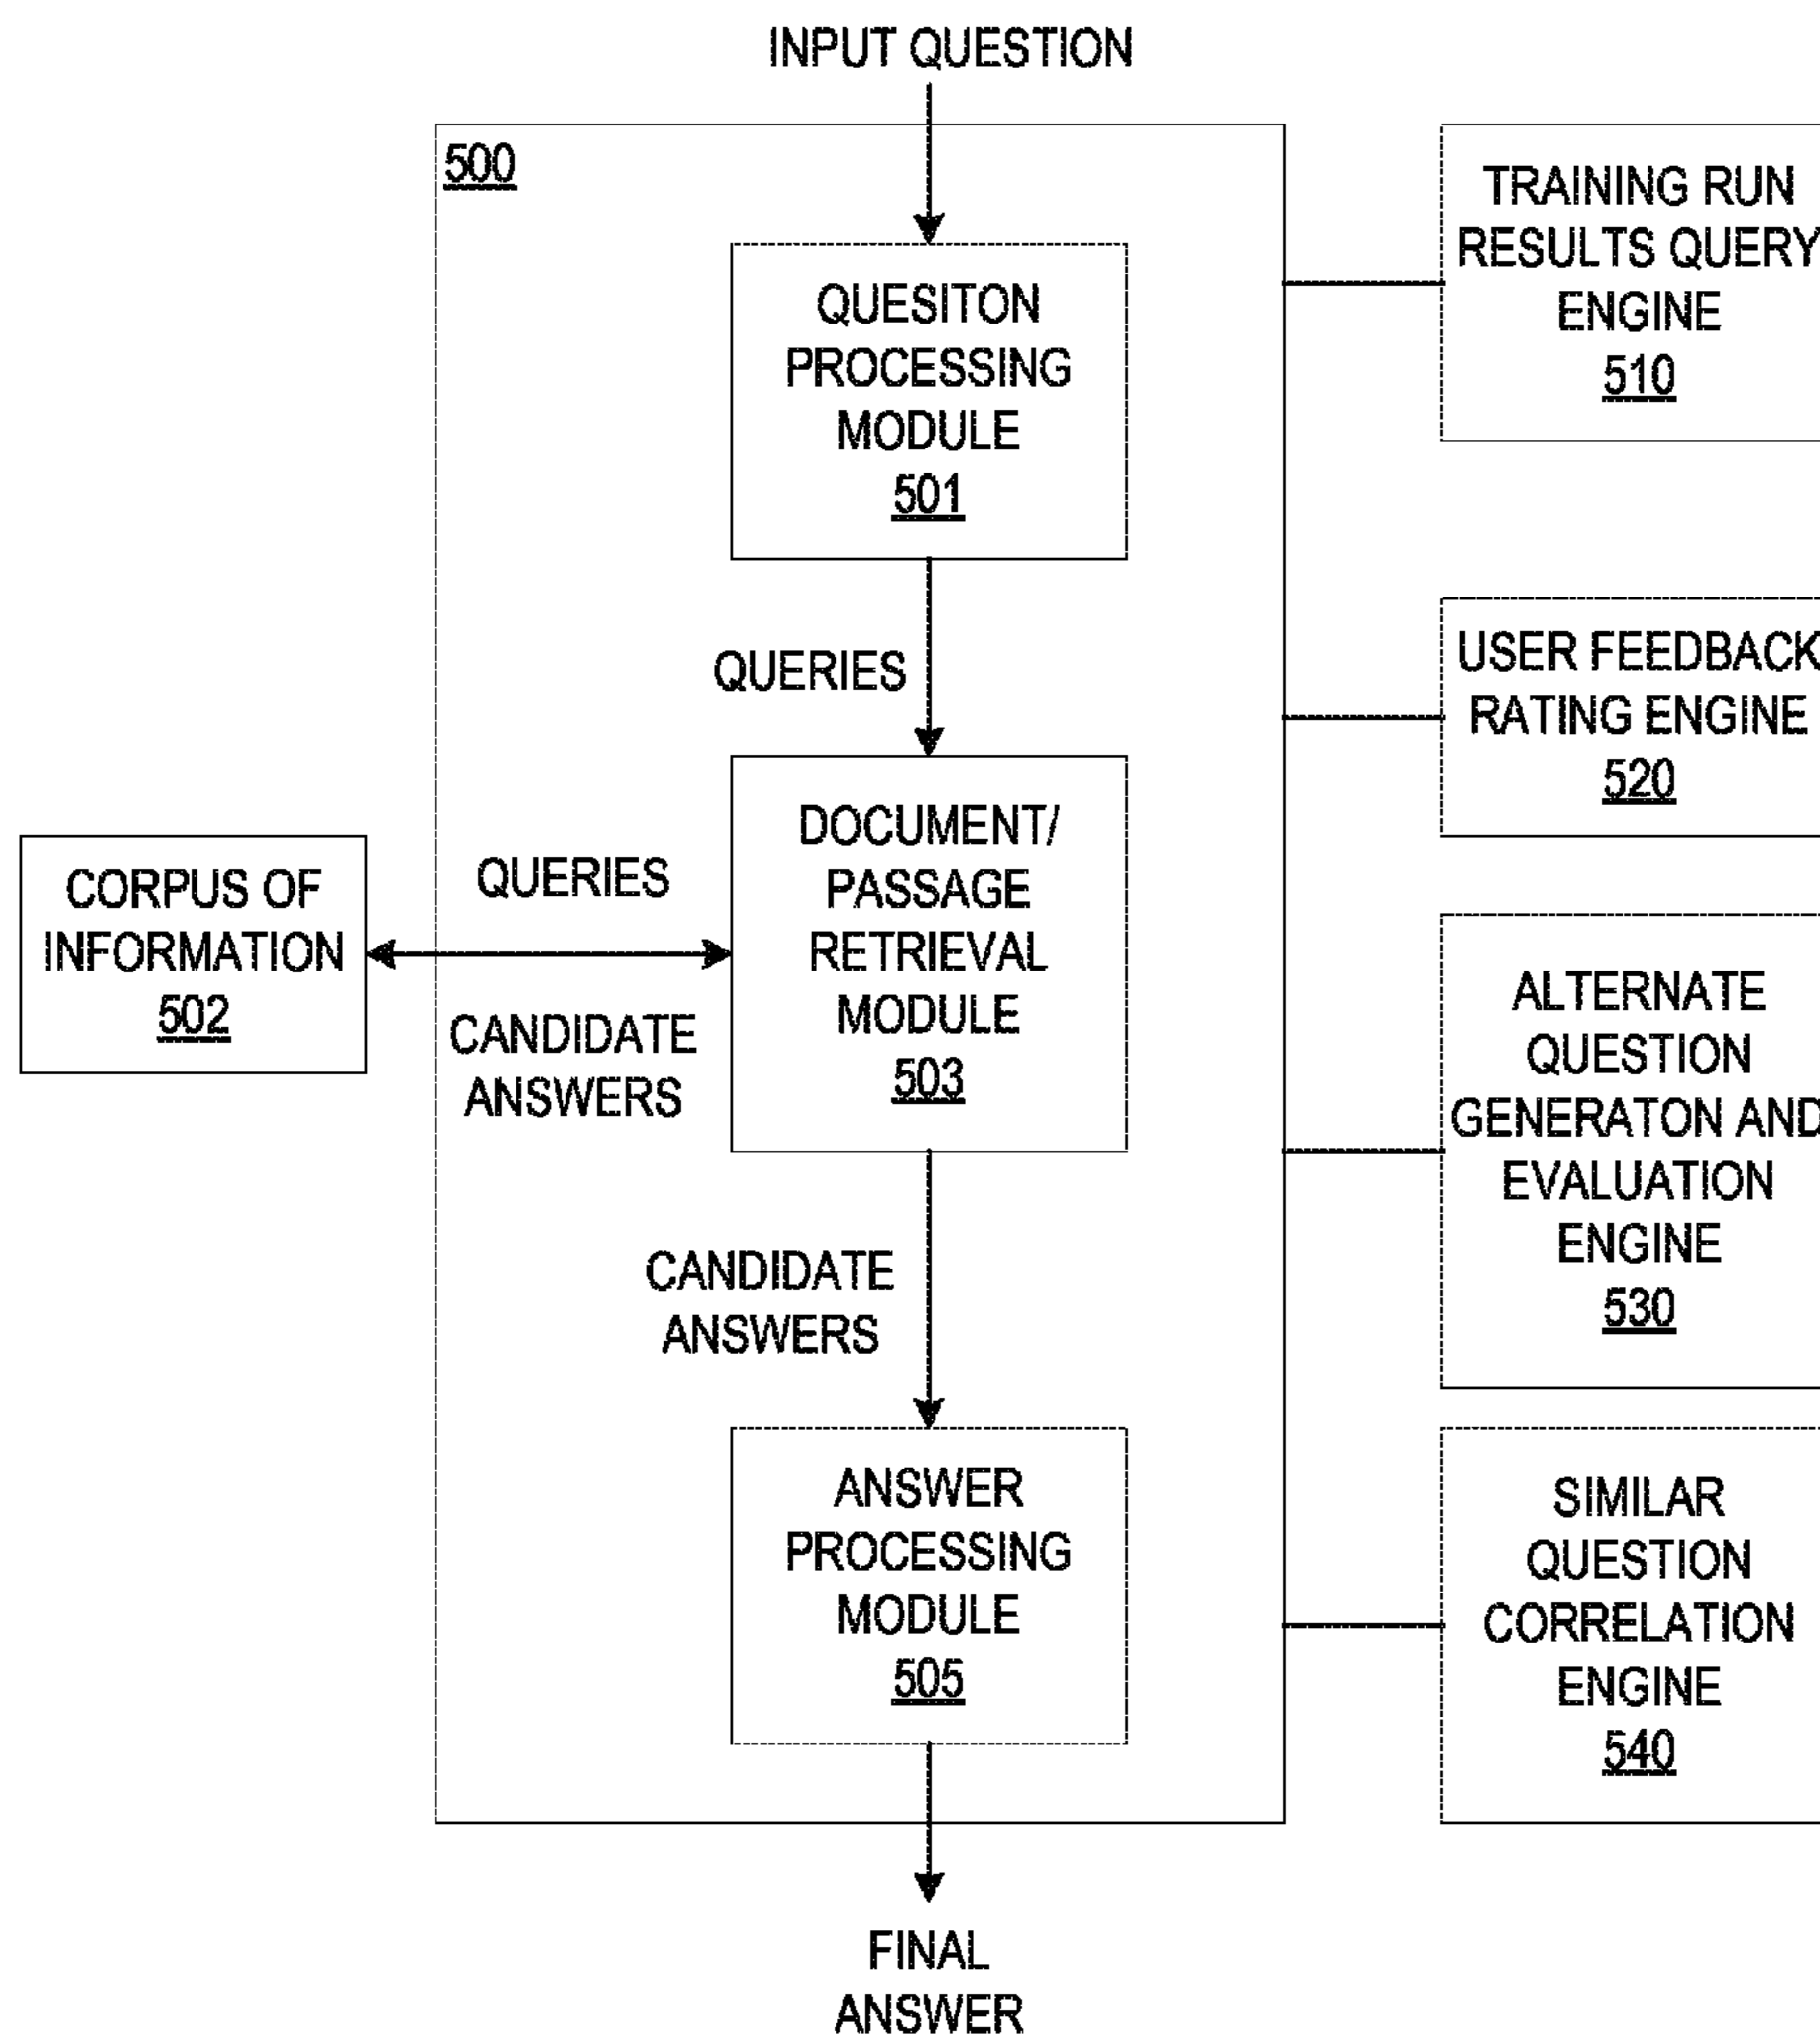 INPUT QUESTION
500
QUESITON
PROCESSING
MODULE
501
QUERIES
DOCUMENT/
PASSAGE
RETRIEVAL
MODULE
503
CORPUS OF
INFORMATION
502
QUERIES
CANDIDATE
ANSWERS
CANDIDATE
ANSWERS
ANSWER
PROCESSING
MODULE
505
FINAL
ANSWER
TRAINING RUN
RESULTS QUERY
ENGINE
510
USER FEEDBACK
RATING ENGINE
520
ALTERNATE
QUESTION
GENERATON AND
EVALUATION
ENGINE
530
SIMILAR
QUESTION
CORRELATION
ENGINE
540